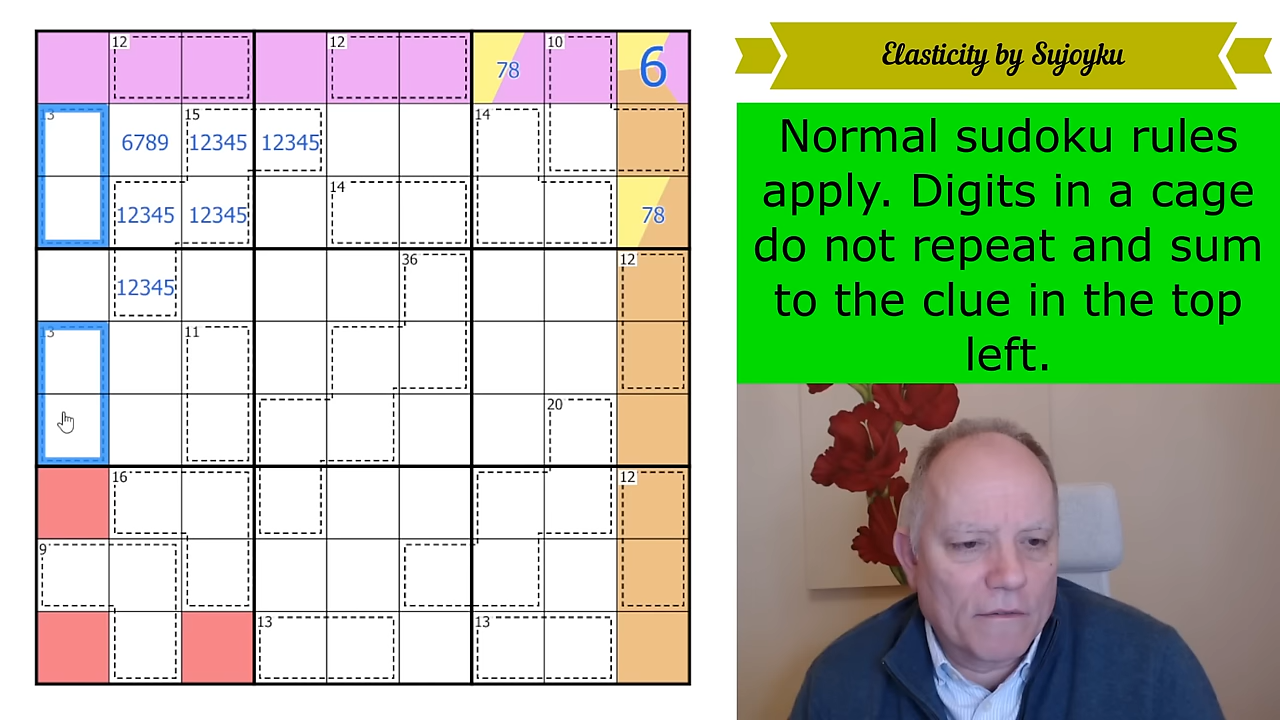 Elasticity by Sujoyku
Normal sudoku rules
apply. Digits in a cage
do not repeat and sum
to the clue in the top
left.
12 12 78 10 6
13 6789 15 12345 12345 14
12345 12345 14 78
12345 36 12
13 11
20
16 12
9
13 13